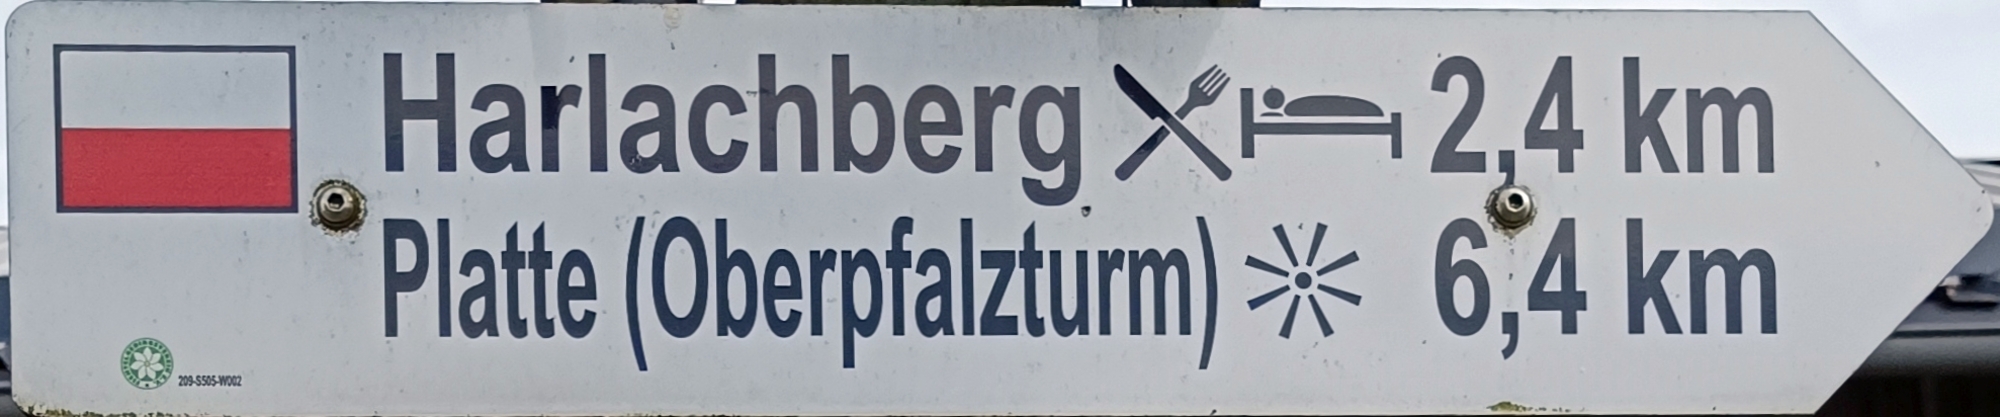 Harlachberg 2,4 km
Platte (Oberpfalzturm) 6,4 km
209-S505-W002